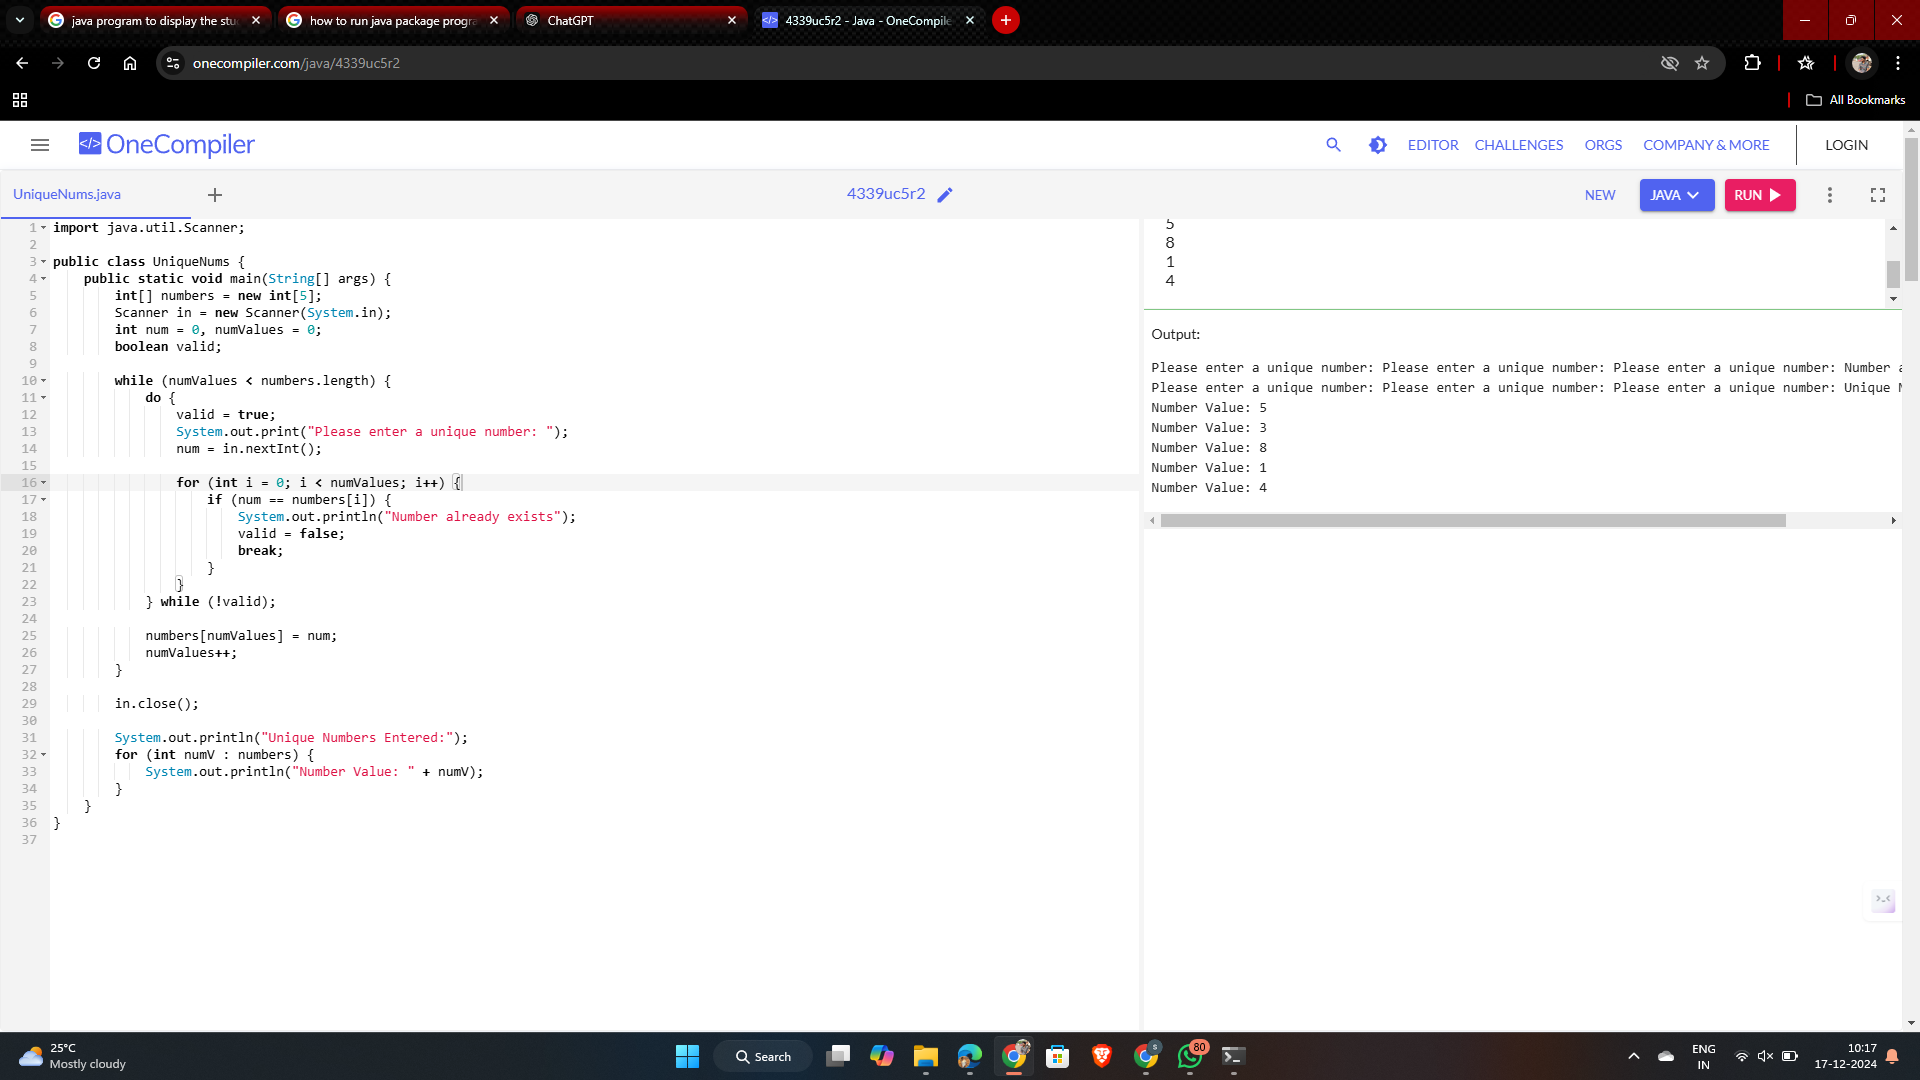 java program to display the stu
how to run java package progra
ChatGPT
4339uc5r2 - Java - OneCompile
onecompiler.com/java/4339uc5r2
All Bookmarks
OneCompiler
EDITOR CHALLENGES ORGS COMPANY & MORE LOGIN
UniqueNums.java
4339uc5r2
NEW JAVA RUN
1 import java.util.Scanner;
2
3 public class UniqueNums {
4 public static void main(String[] args) {
5 int[] numbers = new int[5];
6 Scanner in = new Scanner(System.in);
7 int num = 0, numValues = 0;
8 boolean valid;
9
10 while (numValues < numbers.length) {
11 do {
12 valid = true;
13 System.out.print("Please enter a unique number: ");
14 num = in.nextInt();
15
16 for (int i = 0; i < numValues; i++) {
17 if (num == numbers[i]) {
18 System.out.println("Number already exists");
19 valid = false;
20 break;
21 }
22 }
23 } while (!valid);
24
25 numbers[numValues] = num;
26 numValues++;
27 }
28
29 in.close();
30
31 System.out.println("Unique Numbers Entered:");
32 for (int numV : numbers) {
33 System.out.println("Number Value: " + numV);
34 }
35 }
36 }
37
5
8
1
4
Output:
Please enter a unique number: Please enter a unique number: Please enter a unique number: Number a
Please enter a unique number: Please enter a unique number: Please enter a unique number: Unique N
Number Value: 5
Number Value: 3
Number Value: 8
Number Value: 1
Number Value: 4
25°C
Mostly cloudy
Search
S
80
ENG
IN
10:17
17-12-2024